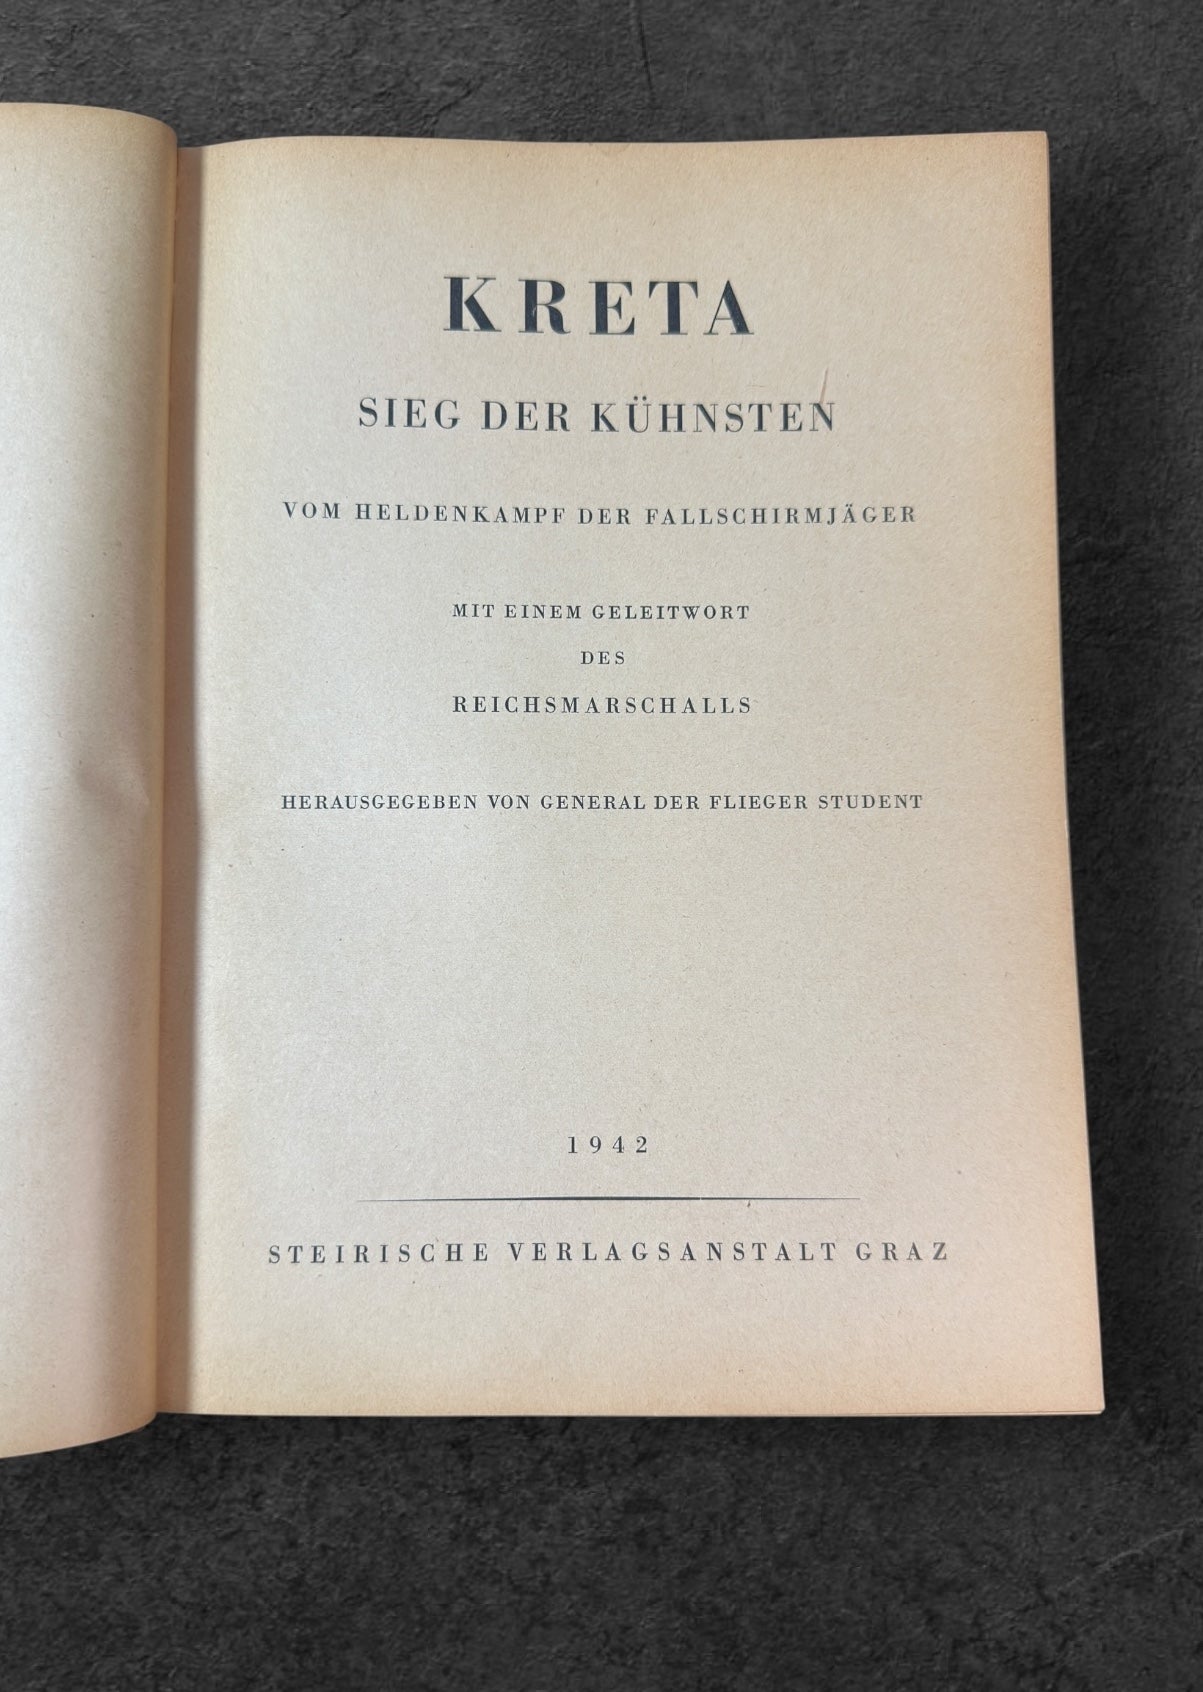 KRETA
SIEG DER KÜHNSTEN
VOM HELDENKAMPF DER FALLSCHIRMJÄGER
MIT EINEM GELEITWORT
DES
REICHSMARSCHALLS
HERAUSGEGEBEN VON GENERAL DER FLIEGER STUDENT
1942
STEIRISCHE VERLAGSANSTALT GRAZ